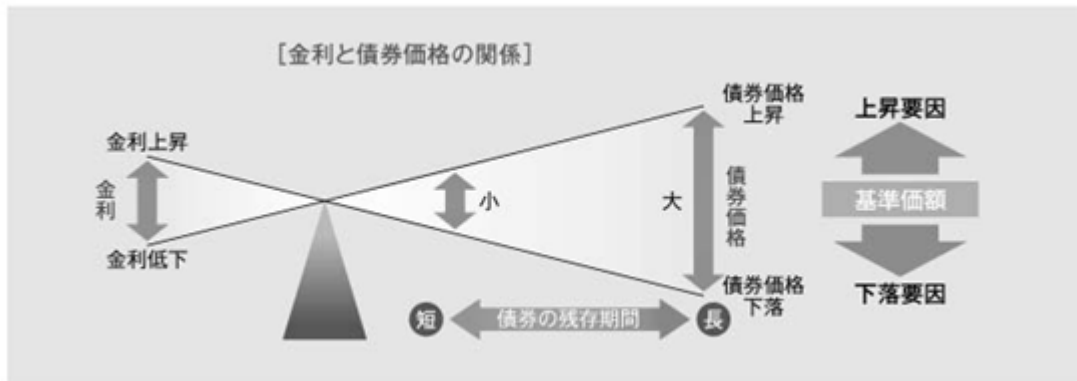 [金利と債券価格の関係]
金利上昇
金利
金利低下
小
大
債券価格
上昇
債券価格
債券価格
下落
短
債券の残存期間
長
上昇要因
基準価額
下落要因